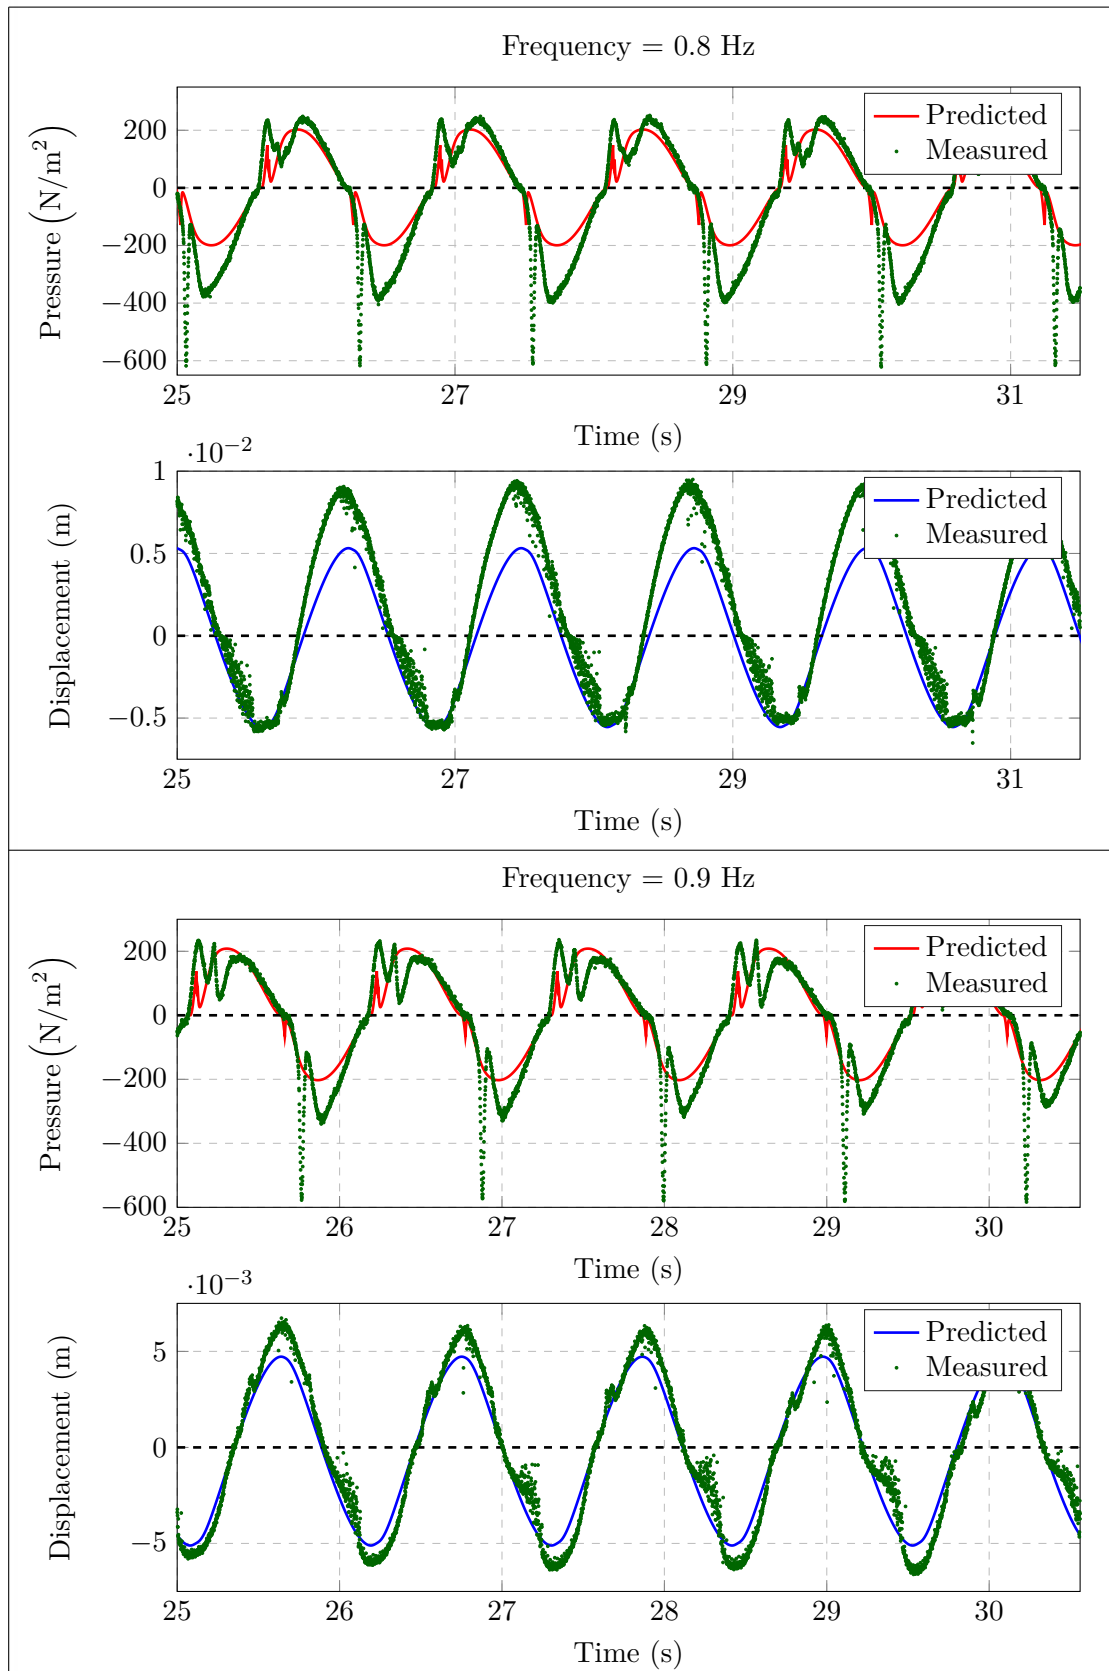 Frequency = 0.8 Hz
Pressure (N/m²)
200
0
−200
−400
−600
25 27 29 31
Time (s)
Predicted
Measured
·10⁻²
Displacement (m)
1
0.5
0
−0.5
25 27 29 31
Time (s)
Predicted
Measured
Frequency = 0.9 Hz
Pressure (N/m²)
200
0
−200
−400
−600
25 26 27 28 29 30
Time (s)
Predicted
Measured
·10⁻³
Displacement (m)
5
0
−5
25 26 27 28 29 30
Time (s)
Predicted
Measured